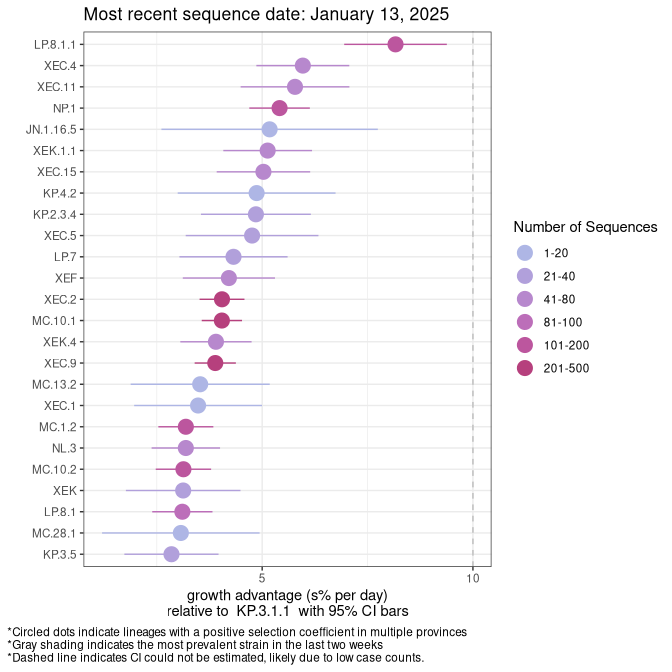 Most recent sequence date: January 13, 2025
LP.8.1.1
XEC.4
XEC.11
NP.1
JN.1.16.5
XEK.1.1
XEC.15
KP.4.2
KP.2.3.4
XEC.5
LP.7
XEF
XEC.2
MC.10.1
XEK.4
XEC.9
MC.13.2
XEC.1
MC.1.2
NL.3
MC.10.2
XEK
LP.8.1
MC.28.1
KP.3.5
5 10
growth advantage (s% per day)
relative to KP.3.1.1 with 95% CI bars
Number of Sequences
1-20
21-40
41-80
81-100
101-200
201-500
*Circled dots indicate lineages with a positive selection coefficient in multiple provinces
*Gray shading indicates the most prevalent strain in the last two weeks
*Dashed line indicates CI could not be estimated, likely due to low case counts.